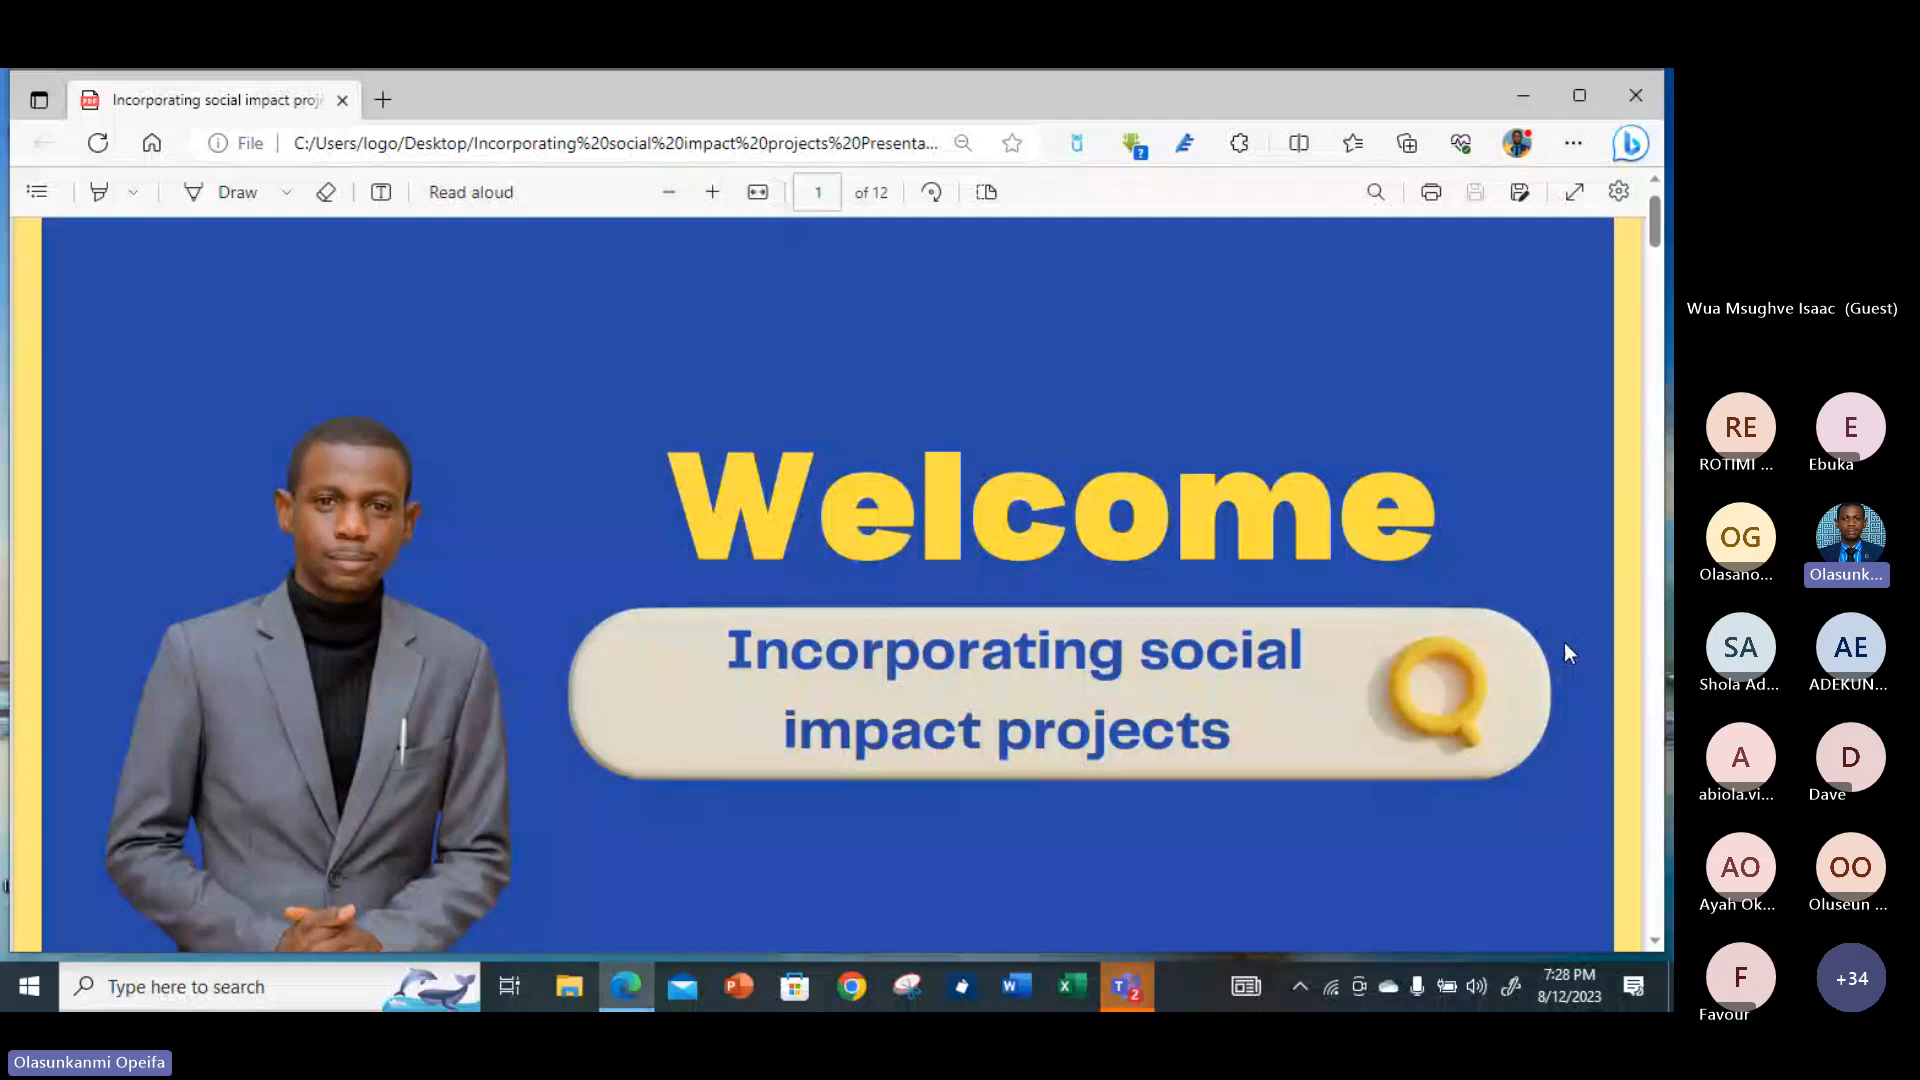 Incorporating social impact proj
File
C:/Users/logo/Desktop/Incorporating%20social%20impact%20projects%20Presenta...
Draw
Read aloud
1
of 12
Welcome
Incorporating social
impact projects
Wua Msughve Isaac (Guest)
RE
E
ROTIMI ...
Ebuka
OG
Olasano...
Olasunk...
SA
AE
Shola Ad...
ADEKUN...
A
D
abiola.vi...
Dave
AO
OO
Ayah Ok...
Oluseun ...
F
+34
Favour
Type here to search
7:28 PM
8/12/2023
Olasunkanmi Opeifa